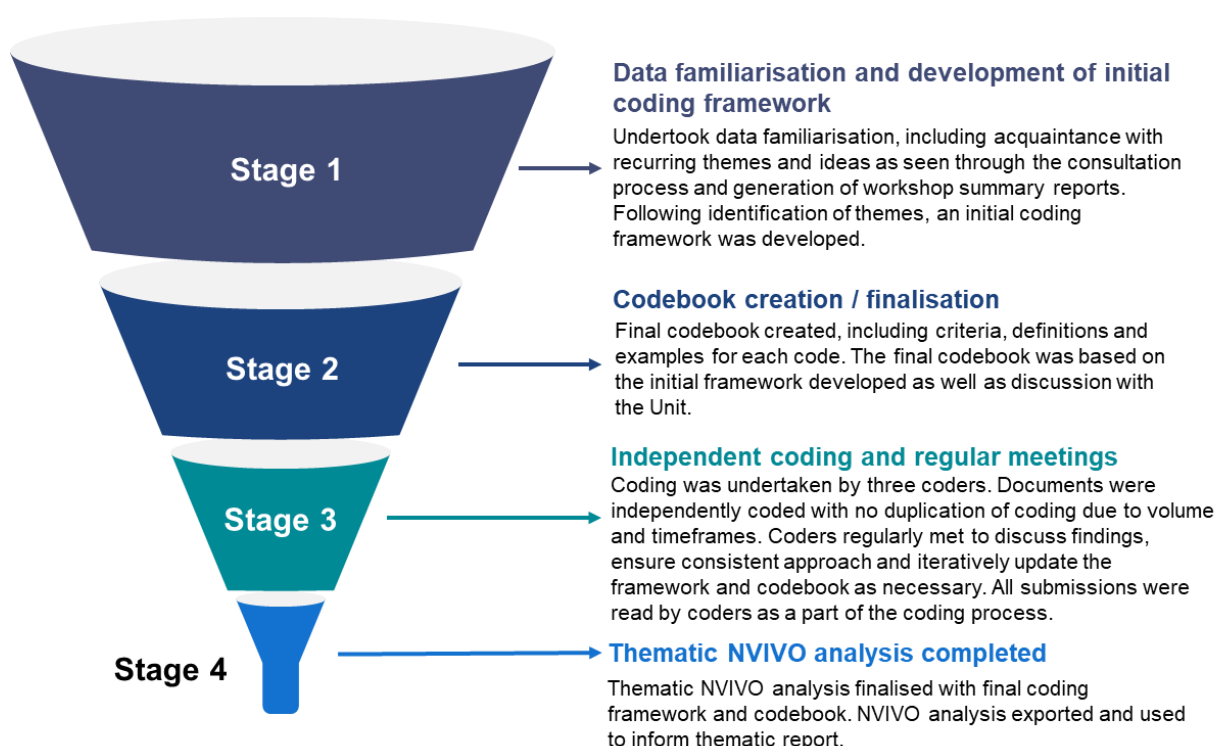 Stage 1
Data familiarisation and development of initial
coding framework
Undertook data familiarisation, including acquaintance with
recurring themes and ideas as seen through the consultation
process and generation of workshop summary reports.
Following identification of themes, an initial coding
framework was developed.
Stage 2
Codebook creation / finalisation
Final codebook created, including criteria, definitions and
examples for each code. The final codebook was based on
the initial framework developed as well as discussion with
the Unit.
Stage 3
Independent coding and regular meetings
Coding was undertaken by three coders. Documents were
independently coded with no duplication of coding due to volume
and timeframes. Coders regularly met to discuss findings,
ensure consistent approach and iteratively update the
framework and codebook as necessary. All submissions were
read by coders as a part of the coding process.
Stage 4
Thematic NVIVO analysis completed
Thematic NVIVO analysis finalised with final coding
framework and codebook. NVIVO analysis exported and used
to inform thematic report.